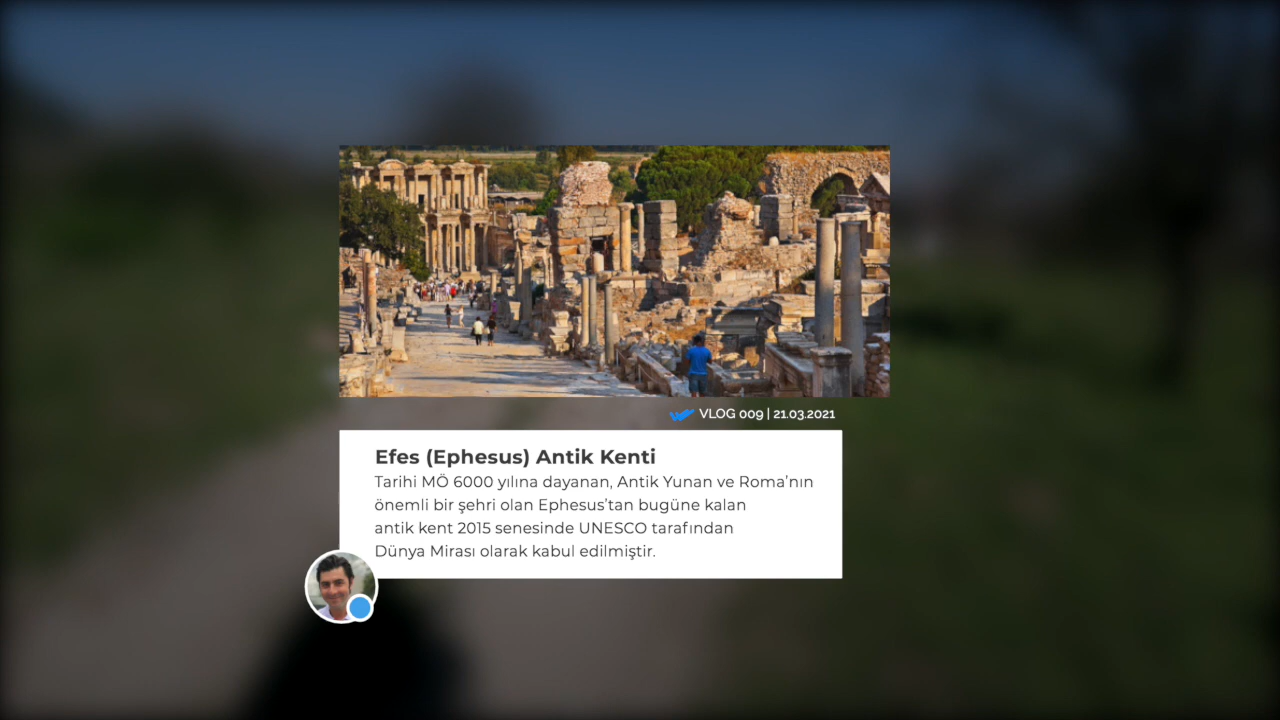 VLOG 009 | 21.03.2021
Efes (Ephesus) Antik Kenti
Tarihi MÖ 6000 yılına dayanan, Antik Yunan ve Roma'nın
önemli bir şehri olan Ephesus'tan bugüne kalan
antik kent 2015 senesinde UNESCO tarafından
Dünya Mirası olarak kabul edilmiştir.